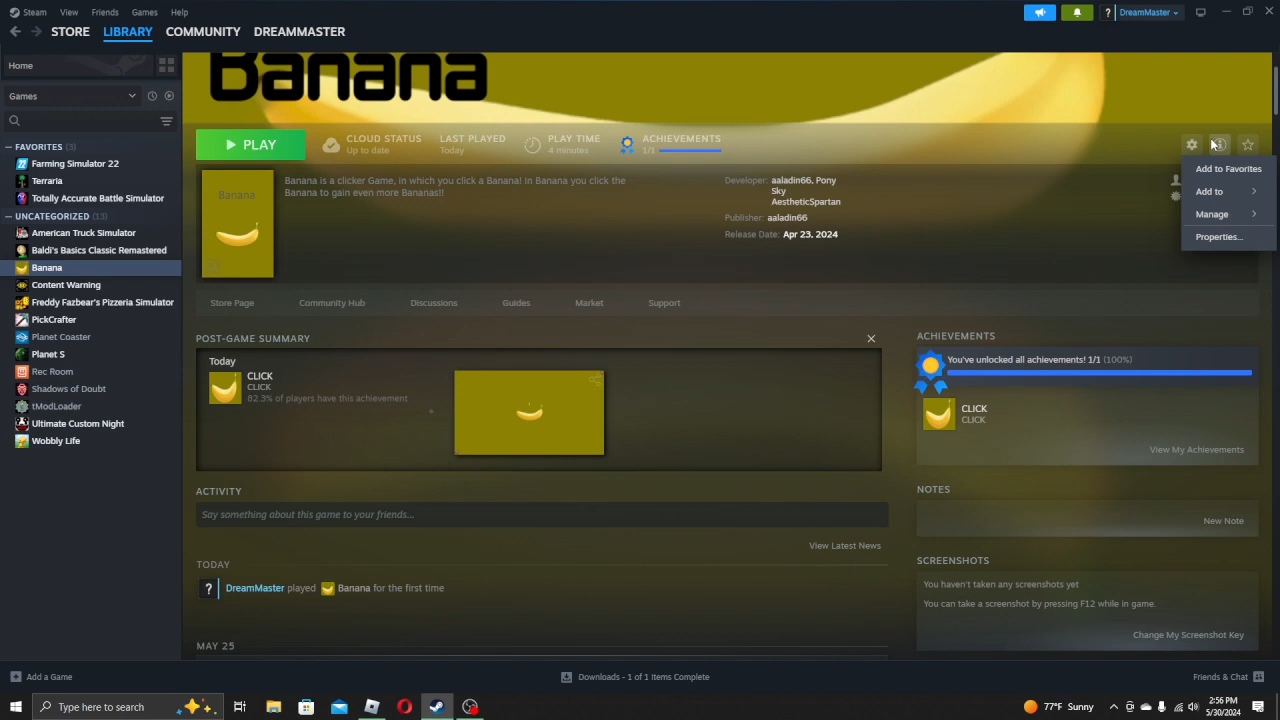 Steam View Friends Games Help
? DreamMaster
STORE LIBRARY COMMUNITY DREAMMASTER
Home
Games
FAVORITES (3)
Farming Simulator 22
Terraria
Totally Accurate Battle Simulator
UNCATEGORIZED (13)
American Truck Simulator
Baldi's Basics Classic Remastered
Banana
Content Warning
Freddy Fazbear's Pizzeria Simulator
PickCrafter
Planet Coaster
Planet S
Rec Room
Shadows of Doubt
tModLoader
Ultimate Custom Night
Wobbly Life
Banana
PLAY
CLOUD STATUS
Up to date
LAST PLAYED
Today
PLAY TIME
4 minutes
ACHIEVEMENTS
1/1
Add to Favorites
Add to
Manage
Properties...
Banana
Banana is a clicker Game, in which you click a Banana! In Banana you click the
Banana to gain even more Bananas!!
Developer: aaladin66, Pony
Sky
AestheticSpartan
Publisher: aaladin66
Release Date: Apr 23, 2024
Store Page Community Hub Discussions Guides Market Support
POST-GAME SUMMARY
Today
CLICK
CLICK
82.3% of players have this achievement
ACTIVITY
Say something about this game to your friends...
View Latest News
TODAY
? DreamMaster played Banana for the first time
MAY 25
ACHIEVEMENTS
You've unlocked all achievements! 1/1 (100%)
CLICK
CLICK
View My Achievements
NOTES
New Note
SCREENSHOTS
You haven't taken any screenshots yet
You can take a screenshot by pressing F12 while in game.
Change My Screenshot Key
Add a Game
Downloads - 1 of 1 Items Complete
Friends & Chat
Type here to search
77°F Sunny
2:56 PM
5/30/2024